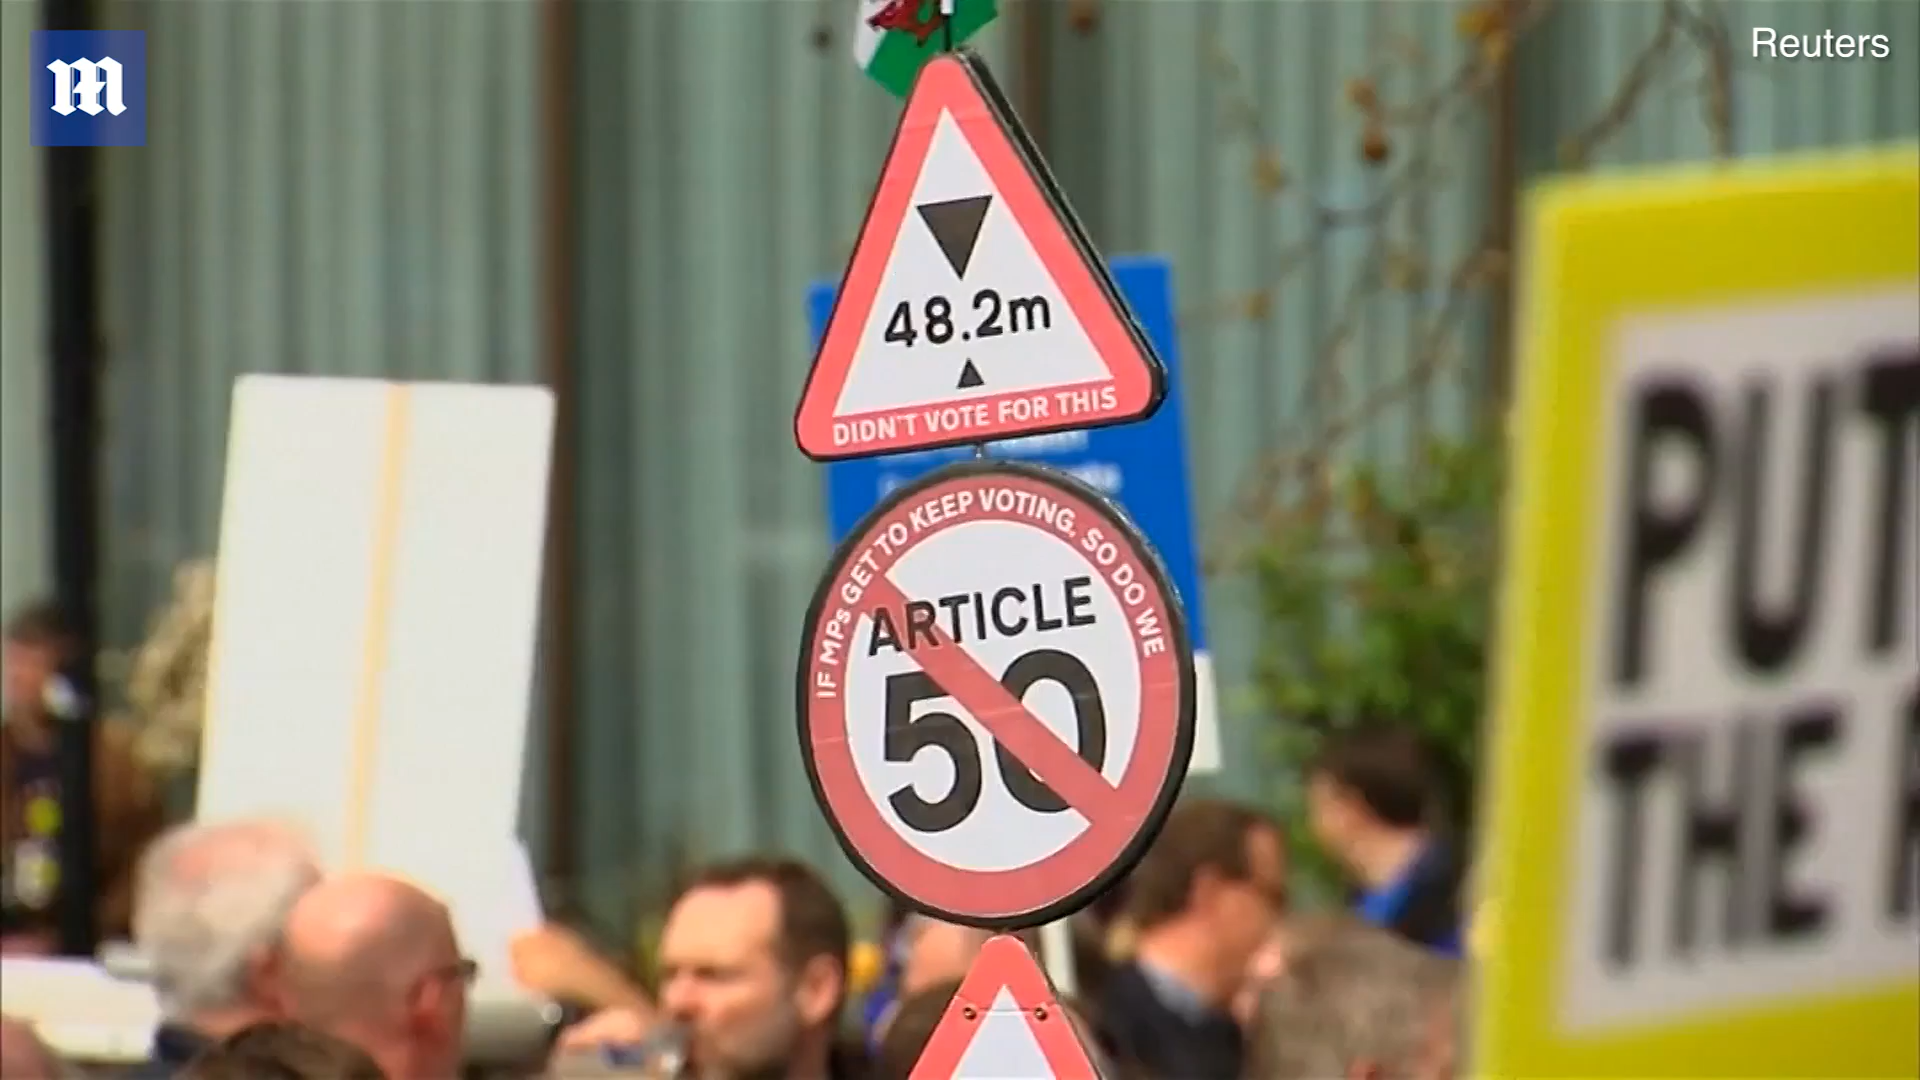 Reuters
M
48.2m
DIDN'T VOTE FOR THIS
IF MPs GET TO KEEP VOTING, SO DO WE
ARTICLE
50
PUT
THE